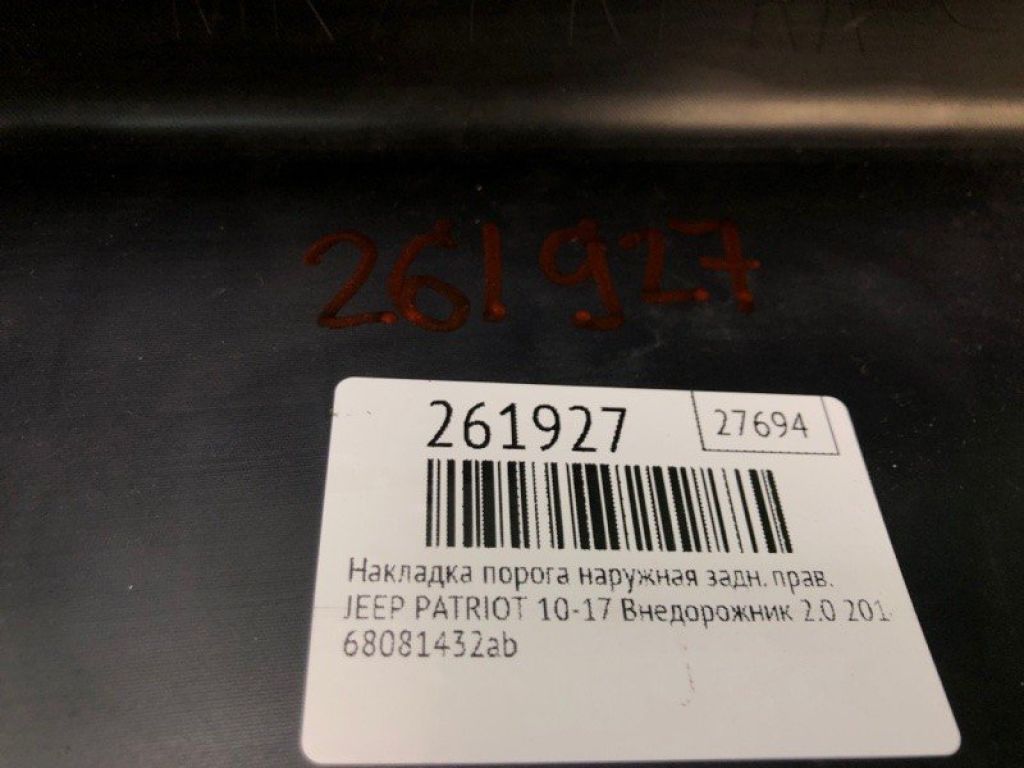 261927
261927
27694
Накладка порога наружная задн. прав.
JEEP PATRIOT 10-17 Внедорожник 2.0 201
68081432ab